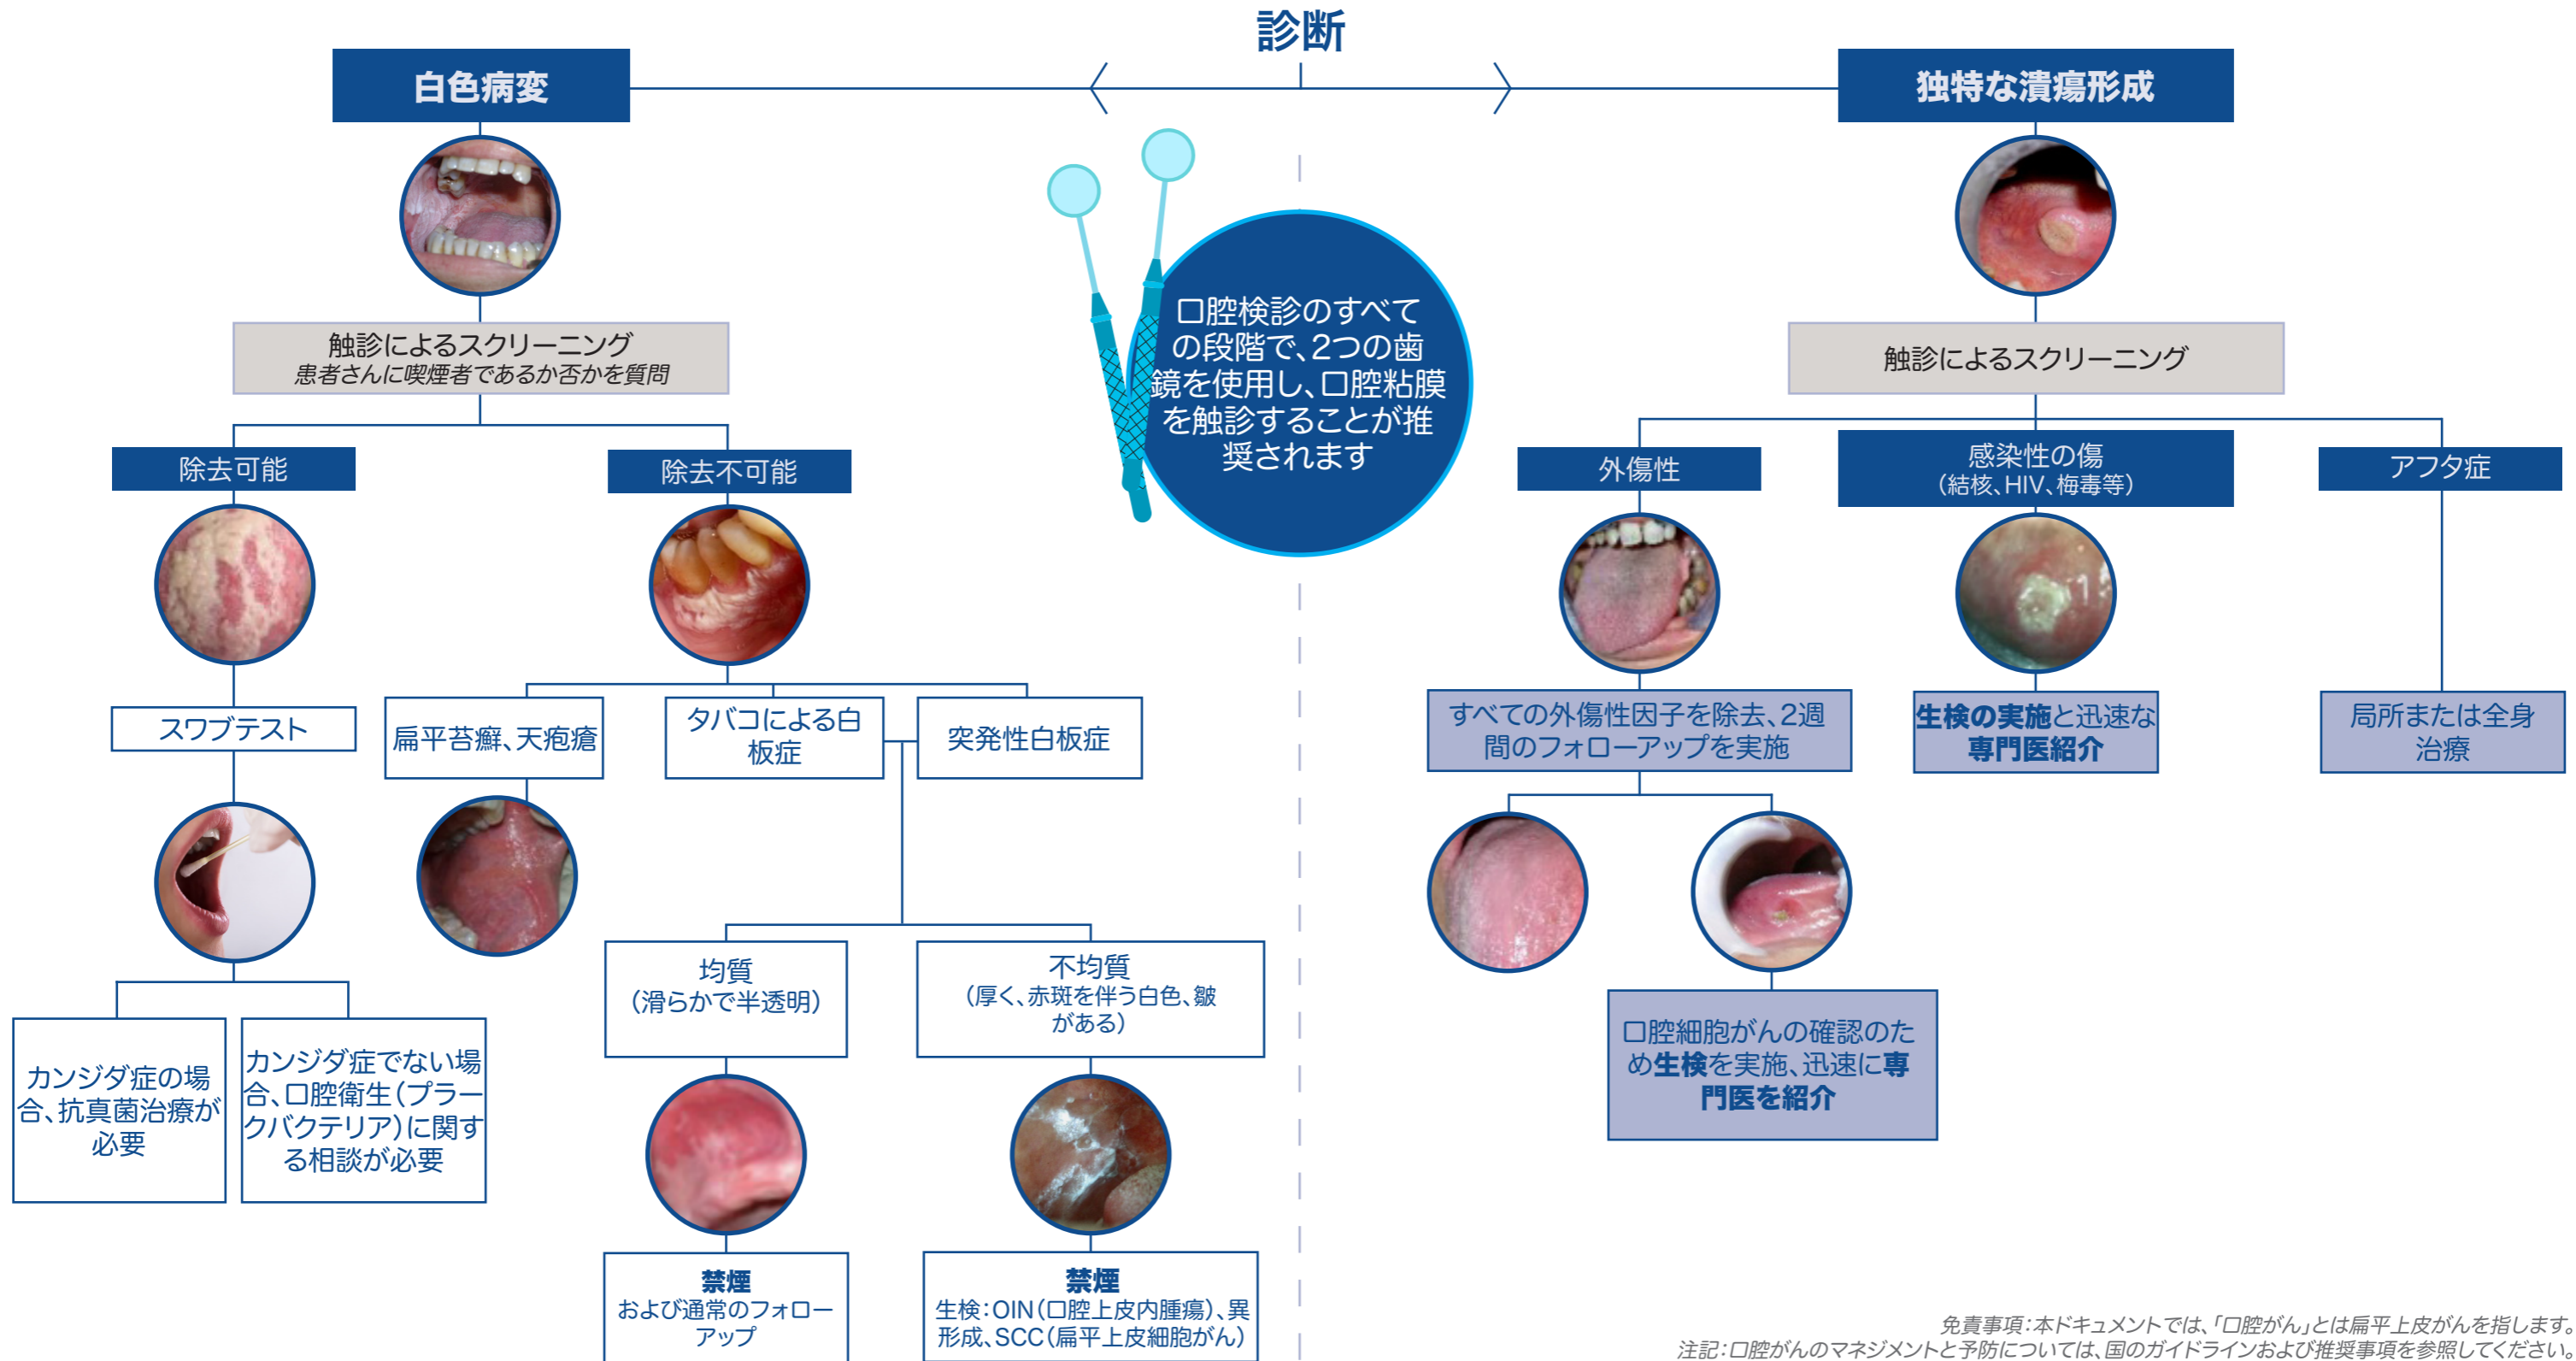 診断
白色病変
触診によるスクリーニング
患者さんに喫煙者であるか否かを質問
除去可能
スワブテスト
カンジダ症の場
合、抗真菌治療が
必要
カンジダ症でない場
合、口腔衛生（プラー
クバクテリア）に関す
る相談が必要
除去不可能
扁平苔癬、天疱瘡
タバコによる白
板症
突発性白板症
均質
（滑らかで半透明）
禁煙
および通常のフォロー
アップ
不均質
（厚く、赤斑を伴う白色、皺
がある）
禁煙
生検：OIN（口腔上皮内腫瘍）、異
形成、SCC（扁平上皮細胞がん）
口腔検診のすべて
の段階で、2つの歯
鏡を使用し、口腔粘膜
を触診することが推
奨されます
独特な潰瘍形成
触診によるスクリーニング
外傷性
すべての外傷性因子を除去、2週
間のフォローアップを実施
口腔細胞がんの確認のた
め生検を実施、迅速に専
門医を紹介
感染性の傷
（結核、HIV、梅毒等）
生検の実施と迅速な
専門医紹介
アフタ症
局所または全身
治療
免責事項：本ドキュメントでは、「口腔がん」とは扁平上皮がんを指します。
注記：口腔がんのマネジメントと予防については、国のガイドラインおよび推奨事項を参照してください。